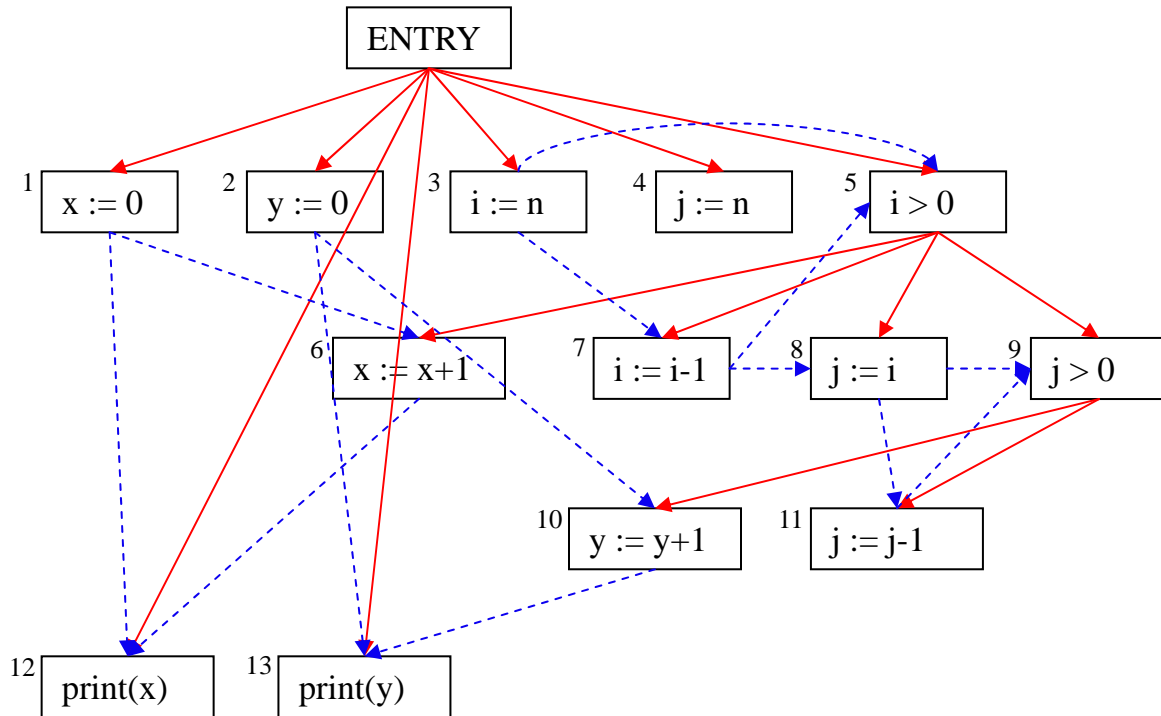 ENTRY
1 x := 0
2 y := 0
3 i := n
4 j := n
5 i > 0
6 x := x+1
7 i := i-1
8 j := i
9 j > 0
10 y := y+1
11 j := j-1
12 print(x)
13 print(y)